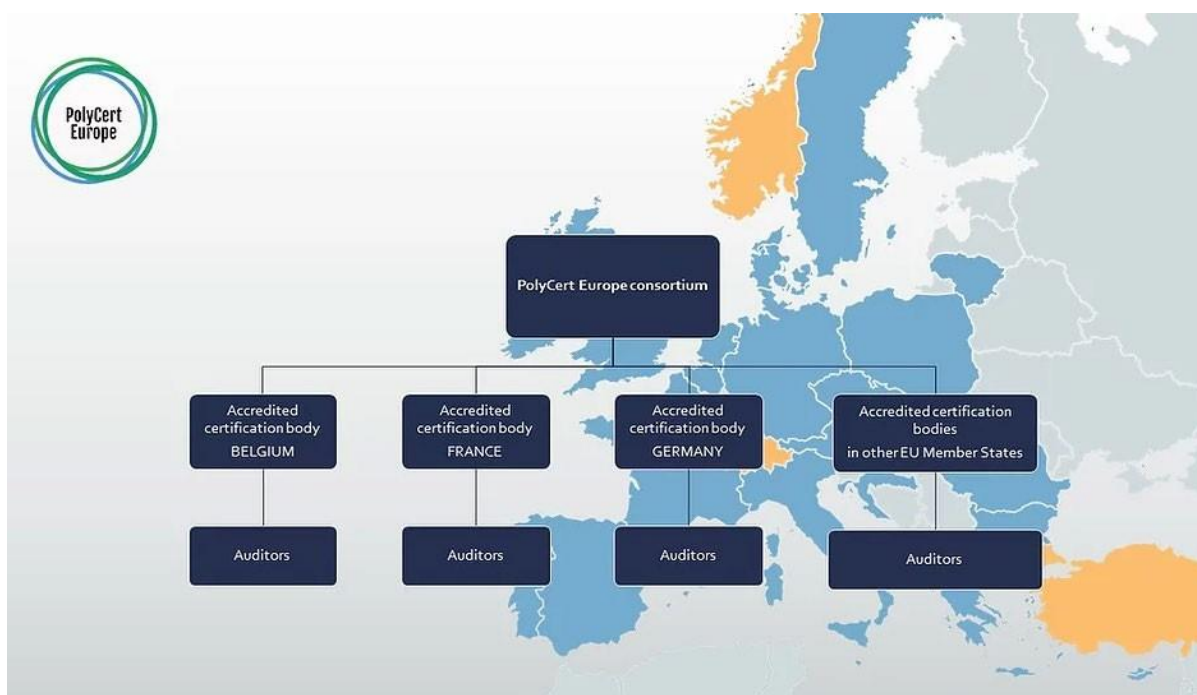 PolyCert
Europe
PolyCert Europe consortium
Accredited
certification body
BELGIUM
Accredited
certification body
FRANCE
Accredited
certification body
GERMANY
Accredited certification
bodies
in other EU Member States
Auditors
Auditors
Auditors
Auditors